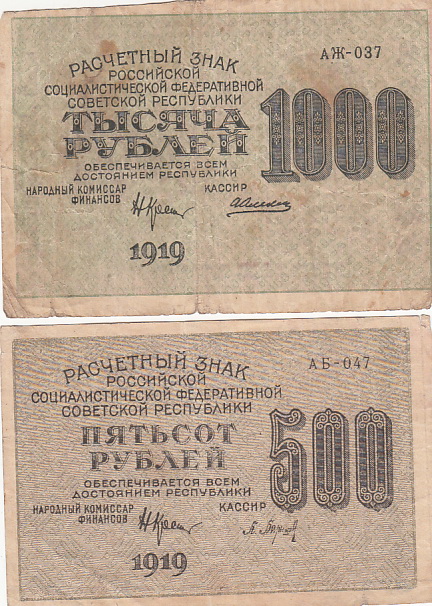 РАСЧЕТНЫЙ ЗНАК
РОССИЙСКОЙ
СОЦИАЛИСТИЧЕСКОЙ ФЕДЕРАТИВНОЙ
СОВЕТСКОЙ РЕСПУБЛИКИ
АЖ-037
ТЫСЯЧА
РУБЛЕЙ
1000
ОБЕСПЕЧИВАЕТСЯ ВСЕМ
ДОСТОЯНИЕМ РЕСПУБЛИКИ
НАРОДНЫЙ КОМИССАР
ФИНАНСОВ
КАССИР
1919
РАСЧЕТНЫЙ ЗНАК
РОССИЙСКОЙ
СОЦИАЛИСТИЧЕСКОЙ ФЕДЕРАТИВНОЙ
СОВЕТСКОЙ РЕСПУБЛИКИ
АБ-047
ПЯТЬСОТ
РУБЛЕЙ
500
ОБЕСПЕЧИВАЕТСЯ ВСЕМ
ДОСТОЯНИЕМ РЕСПУБЛИКИ
НАРОДНЫЙ КОМИССАР
ФИНАНСОВ
КАССИР
1919